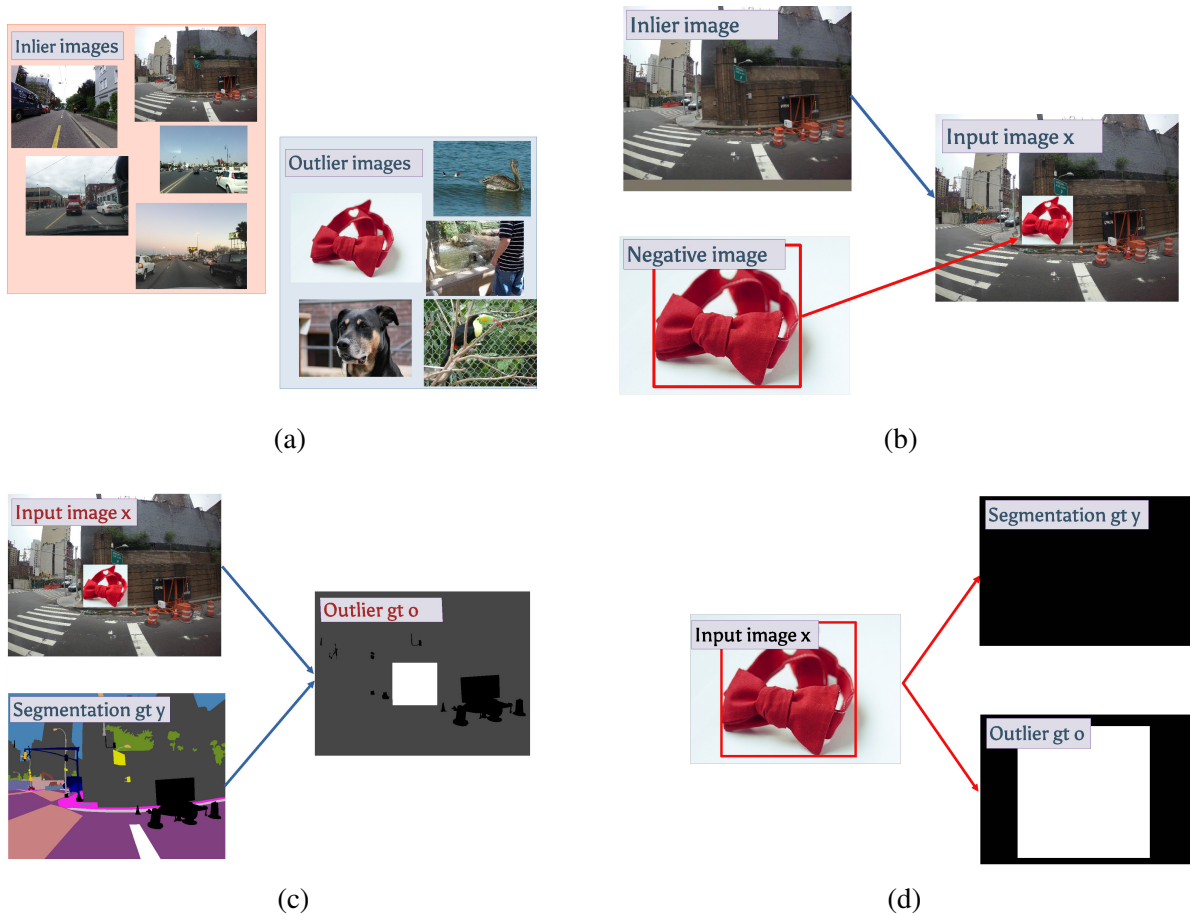 Inlier images
Outlier images
(a)
Inlier image
Input image x
Negative image
(b)
Input image x
Outlier gt o
Segmentation gt y
(c)
Segmentation gt y
Input image x
Outlier gt o
(d)